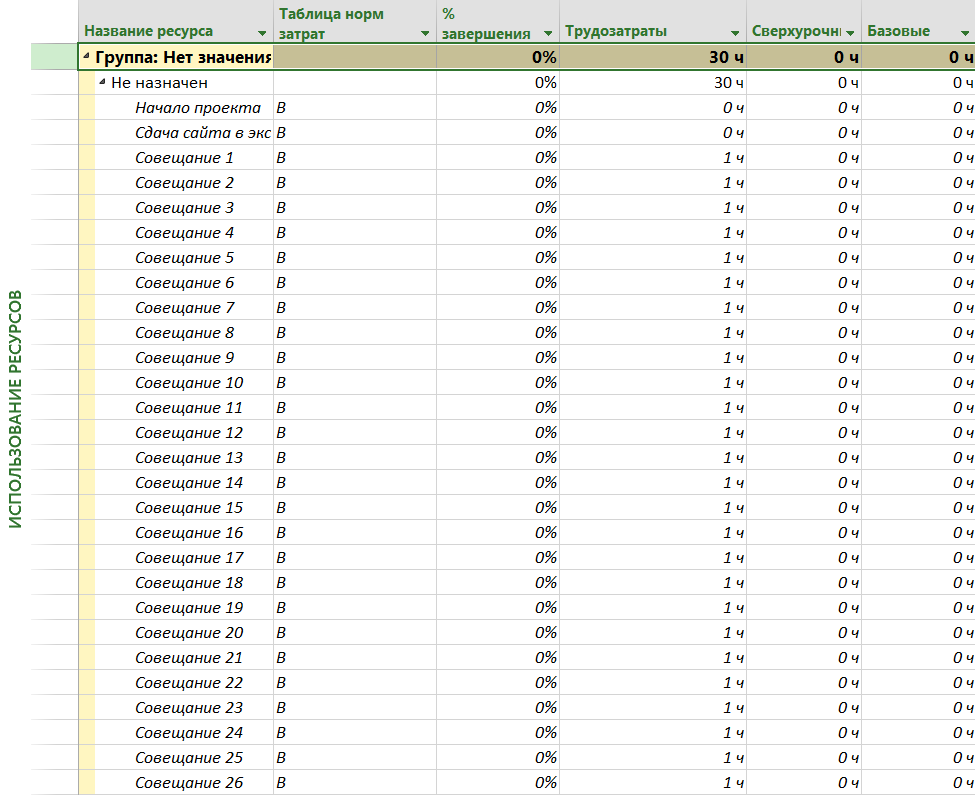 Название ресурса Таблица норм затрат % завершения Трудозатраты Сверхурочны Базовые
Группа: Нет значения 0% 30 ч 0 ч 0 ч
Не назначен 0% 30 ч 0 ч 0 ч
Начало проекта B 0% 0 ч 0 ч 0 ч
Сдача сайта в экс B 0% 0 ч 0 ч 0 ч
Совещание 1 B 0% 1 ч 0 ч 0 ч
Совещание 2 B 0% 1 ч 0 ч 0 ч
Совещание 3 B 0% 1 ч 0 ч 0 ч
Совещание 4 B 0% 1 ч 0 ч 0 ч
Совещание 5 B 0% 1 ч 0 ч 0 ч
Совещание 6 B 0% 1 ч 0 ч 0 ч
Совещание 7 B 0% 1 ч 0 ч 0 ч
Совещание 8 B 0% 1 ч 0 ч 0 ч
Совещание 9 B 0% 1 ч 0 ч 0 ч
Совещание 10 B 0% 1 ч 0 ч 0 ч
Совещание 11 B 0% 1 ч 0 ч 0 ч
Совещание 12 B 0% 1 ч 0 ч 0 ч
Совещание 13 B 0% 1 ч 0 ч 0 ч
Совещание 14 B 0% 1 ч 0 ч 0 ч
Совещание 15 B 0% 1 ч 0 ч 0 ч
Совещание 16 B 0% 1 ч 0 ч 0 ч
Совещание 17 B 0% 1 ч 0 ч 0 ч
Совещание 18 B 0% 1 ч 0 ч 0 ч
Совещание 19 B 0% 1 ч 0 ч 0 ч
Совещание 20 B 0% 1 ч 0 ч 0 ч
Совещание 21 B 0% 1 ч 0 ч 0 ч
Совещание 22 B 0% 1 ч 0 ч 0 ч
Совещание 23 B 0% 1 ч 0 ч 0 ч
Совещание 24 B 0% 1 ч 0 ч 0 ч
Совещание 25 B 0% 1 ч 0 ч 0 ч
Совещание 26 B 0% 1 ч 0 ч 0 ч
ИСПОЛЬЗОВАНИЕ РЕСУРСОВ